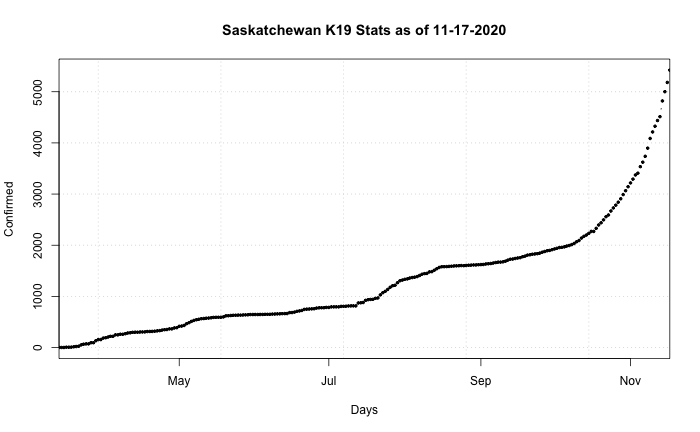 Saskatchewan K19 Stats as of 11-17-2020
Confirmed
5000
4000
3000
2000
1000
0
May Jul Sep Nov
Days